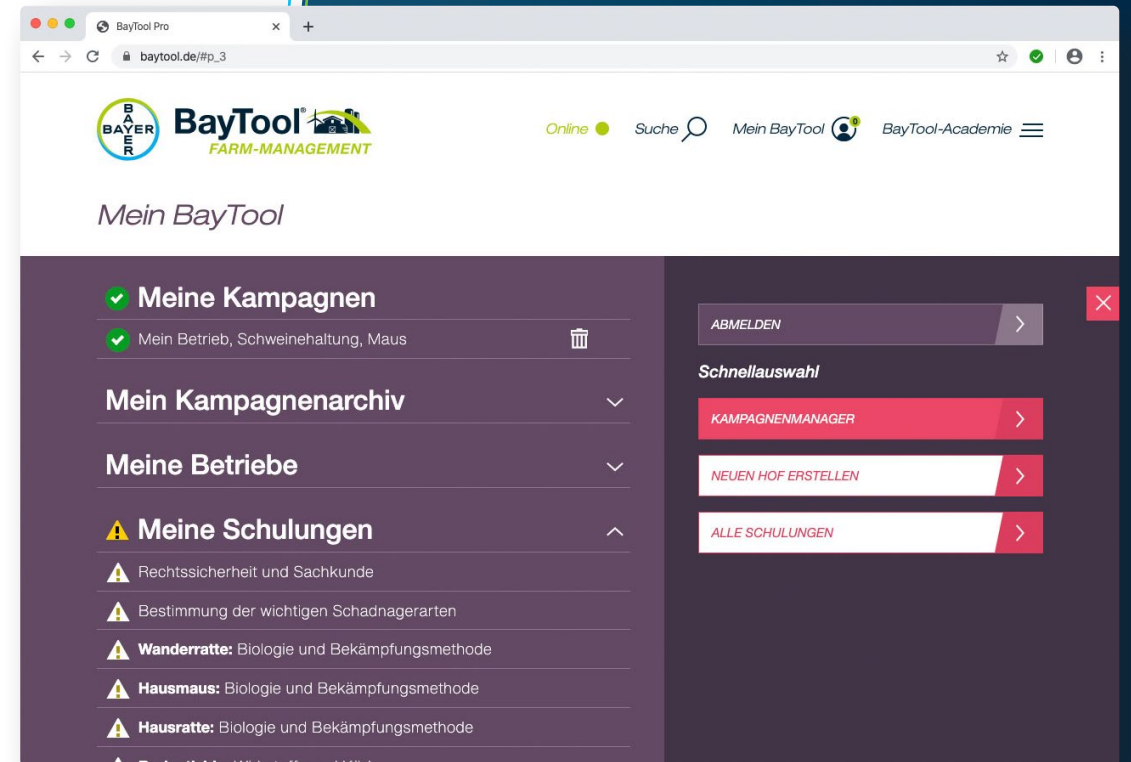 BayTool Pro
baytool.de/#p_3
BAYER
BAYER
BayTool®
FARM-MANAGEMENT
Online
Suche
Mein BayTool
0
BayTool-Academie
Mein BayTool
Meine Kampagnen
Mein Betrieb, Schweinehaltung, Maus
Mein Kampagnenarchiv
Meine Betriebe
Meine Schulungen
Rechtssicherheit und Sachkunde
Bestimmung der wichtigen Schadnagerarten
Wanderratte: Biologie und Bekämpfungsmethode
Hausmaus: Biologie und Bekämpfungsmethode
Hausratte: Biologie und Bekämpfungsmethode
ABMELDEN
Schnellauswahl
KAMPAGNENMANAGER
NEUEN HOF ERSTELLEN
ALLE SCHULUNGEN